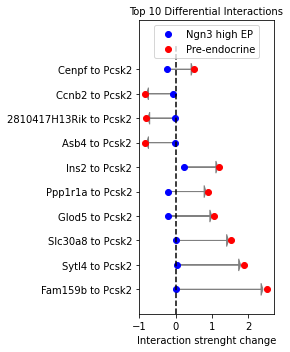 Top 10 Differential Interactions
Ngn3 high EP
Pre-endocrine
Cenpf to Pcsk2
Ccnb2 to Pcsk2
2810417H13Rik to Pcsk2
Asb4 to Pcsk2
Ins2 to Pcsk2
Ppp1r1a to Pcsk2
Glod5 to Pcsk2
Slc30a8 to Pcsk2
Sytl4 to Pcsk2
Fam159b to Pcsk2
−1 0 1 2
Interaction strenght change